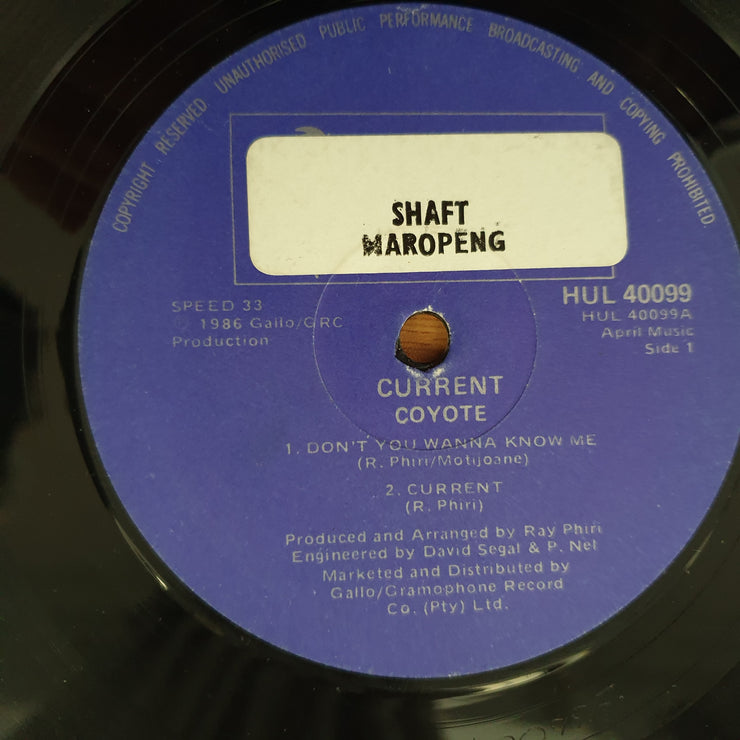 COPYRIGHT RESERVED UNAUTHORISED PUBLIC PERFORMANCE BROADCASTING AND COPYING PROHIBITED.
SHAFT
MAROPENG
SPEED 33
© 1986 Gallo/GRC
Production
HUL 40099
HUL 40099A
April Music
Side 1
CURRENT
COYOTE
1. DON'T YOU WANNA KNOW ME
(R. Phiri/Motijoane)
2. CURRENT
(R. Phiri)
Produced and Arranged by Ray Phiri
Engineered by David Segal & P. Nel
Marketed and Distributed by
Gallo/Gramophone Record
Co. (Pty) Ltd.